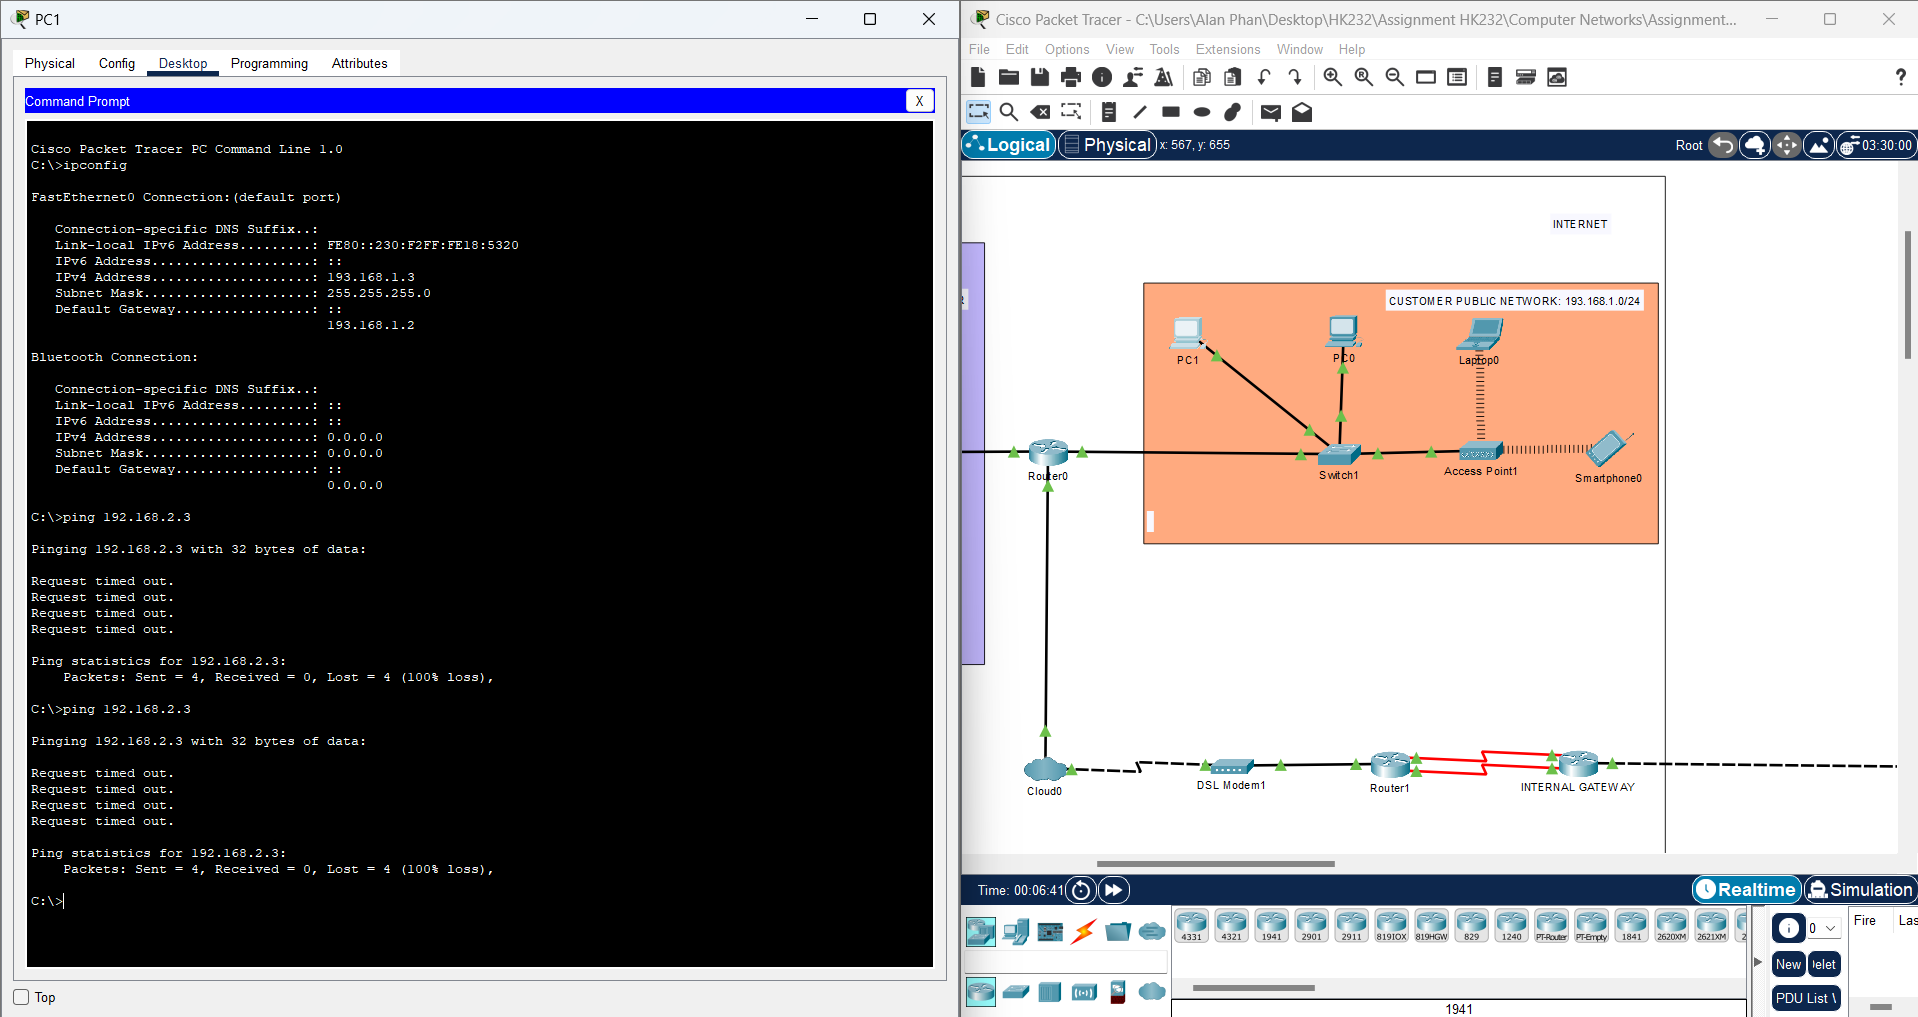 PC1
Physical Config Desktop Programming Attributes
Command Prompt X
Cisco Packet Tracer PC Command Line 1.0
C:\>ipconfig
FastEthernet0 Connection:(default port)
Connection-specific DNS Suffix..:
Link-local IPv6 Address.........: FE80::230:F2FF:FE18:5320
IPv6 Address....................: ::
IPv4 Address....................: 193.168.1.3
Subnet Mask.....................: 255.255.255.0
Default Gateway.................: ::
193.168.1.2
Bluetooth Connection:
Connection-specific DNS Suffix..:
Link-local IPv6 Address.........: ::
IPv6 Address....................: ::
IPv4 Address....................: 0.0.0.0
Subnet Mask.....................: 0.0.0.0
Default Gateway.................: ::
0.0.0.0
C:\>ping 192.168.2.3
Pinging 192.168.2.3 with 32 bytes of data:
Request timed out.
Request timed out.
Request timed out.
Request timed out.
Ping statistics for 192.168.2.3:
Packets: Sent = 4, Received = 0, Lost = 4 (100% loss),
C:\>ping 192.168.2.3
Pinging 192.168.2.3 with 32 bytes of data:
Request timed out.
Request timed out.
Request timed out.
Request timed out.
Ping statistics for 192.168.2.3:
Packets: Sent = 4, Received = 0, Lost = 4 (100% loss),
C:\>
Top
Cisco Packet Tracer - C:\Users\Alan Phan\Desktop\HK232\Assignment HK232\Computer Networks\Assignment...
File Edit Options View Tools Extensions Window Help
Logical Physical x: 567, y: 655 Root 03:30:00
INTERNET
CUSTOMER PUBLIC NETWORK: 193.168.1.0/24
PC1 PC0 Laptop0
Router0 Switch1 Access Point1 Smartphone0
Cloud0 DSL Modem1 Router1 INTERNAL GATEWAY
Time: 00:06:41 Realtime Simulation
4331 4321 1941 2901 2911 819IOX 819HGW 829 1240 PT-Router PT-Empty 1841 2620XM 2621XM 2
0 Fire Las
New elet
PDU List
1941